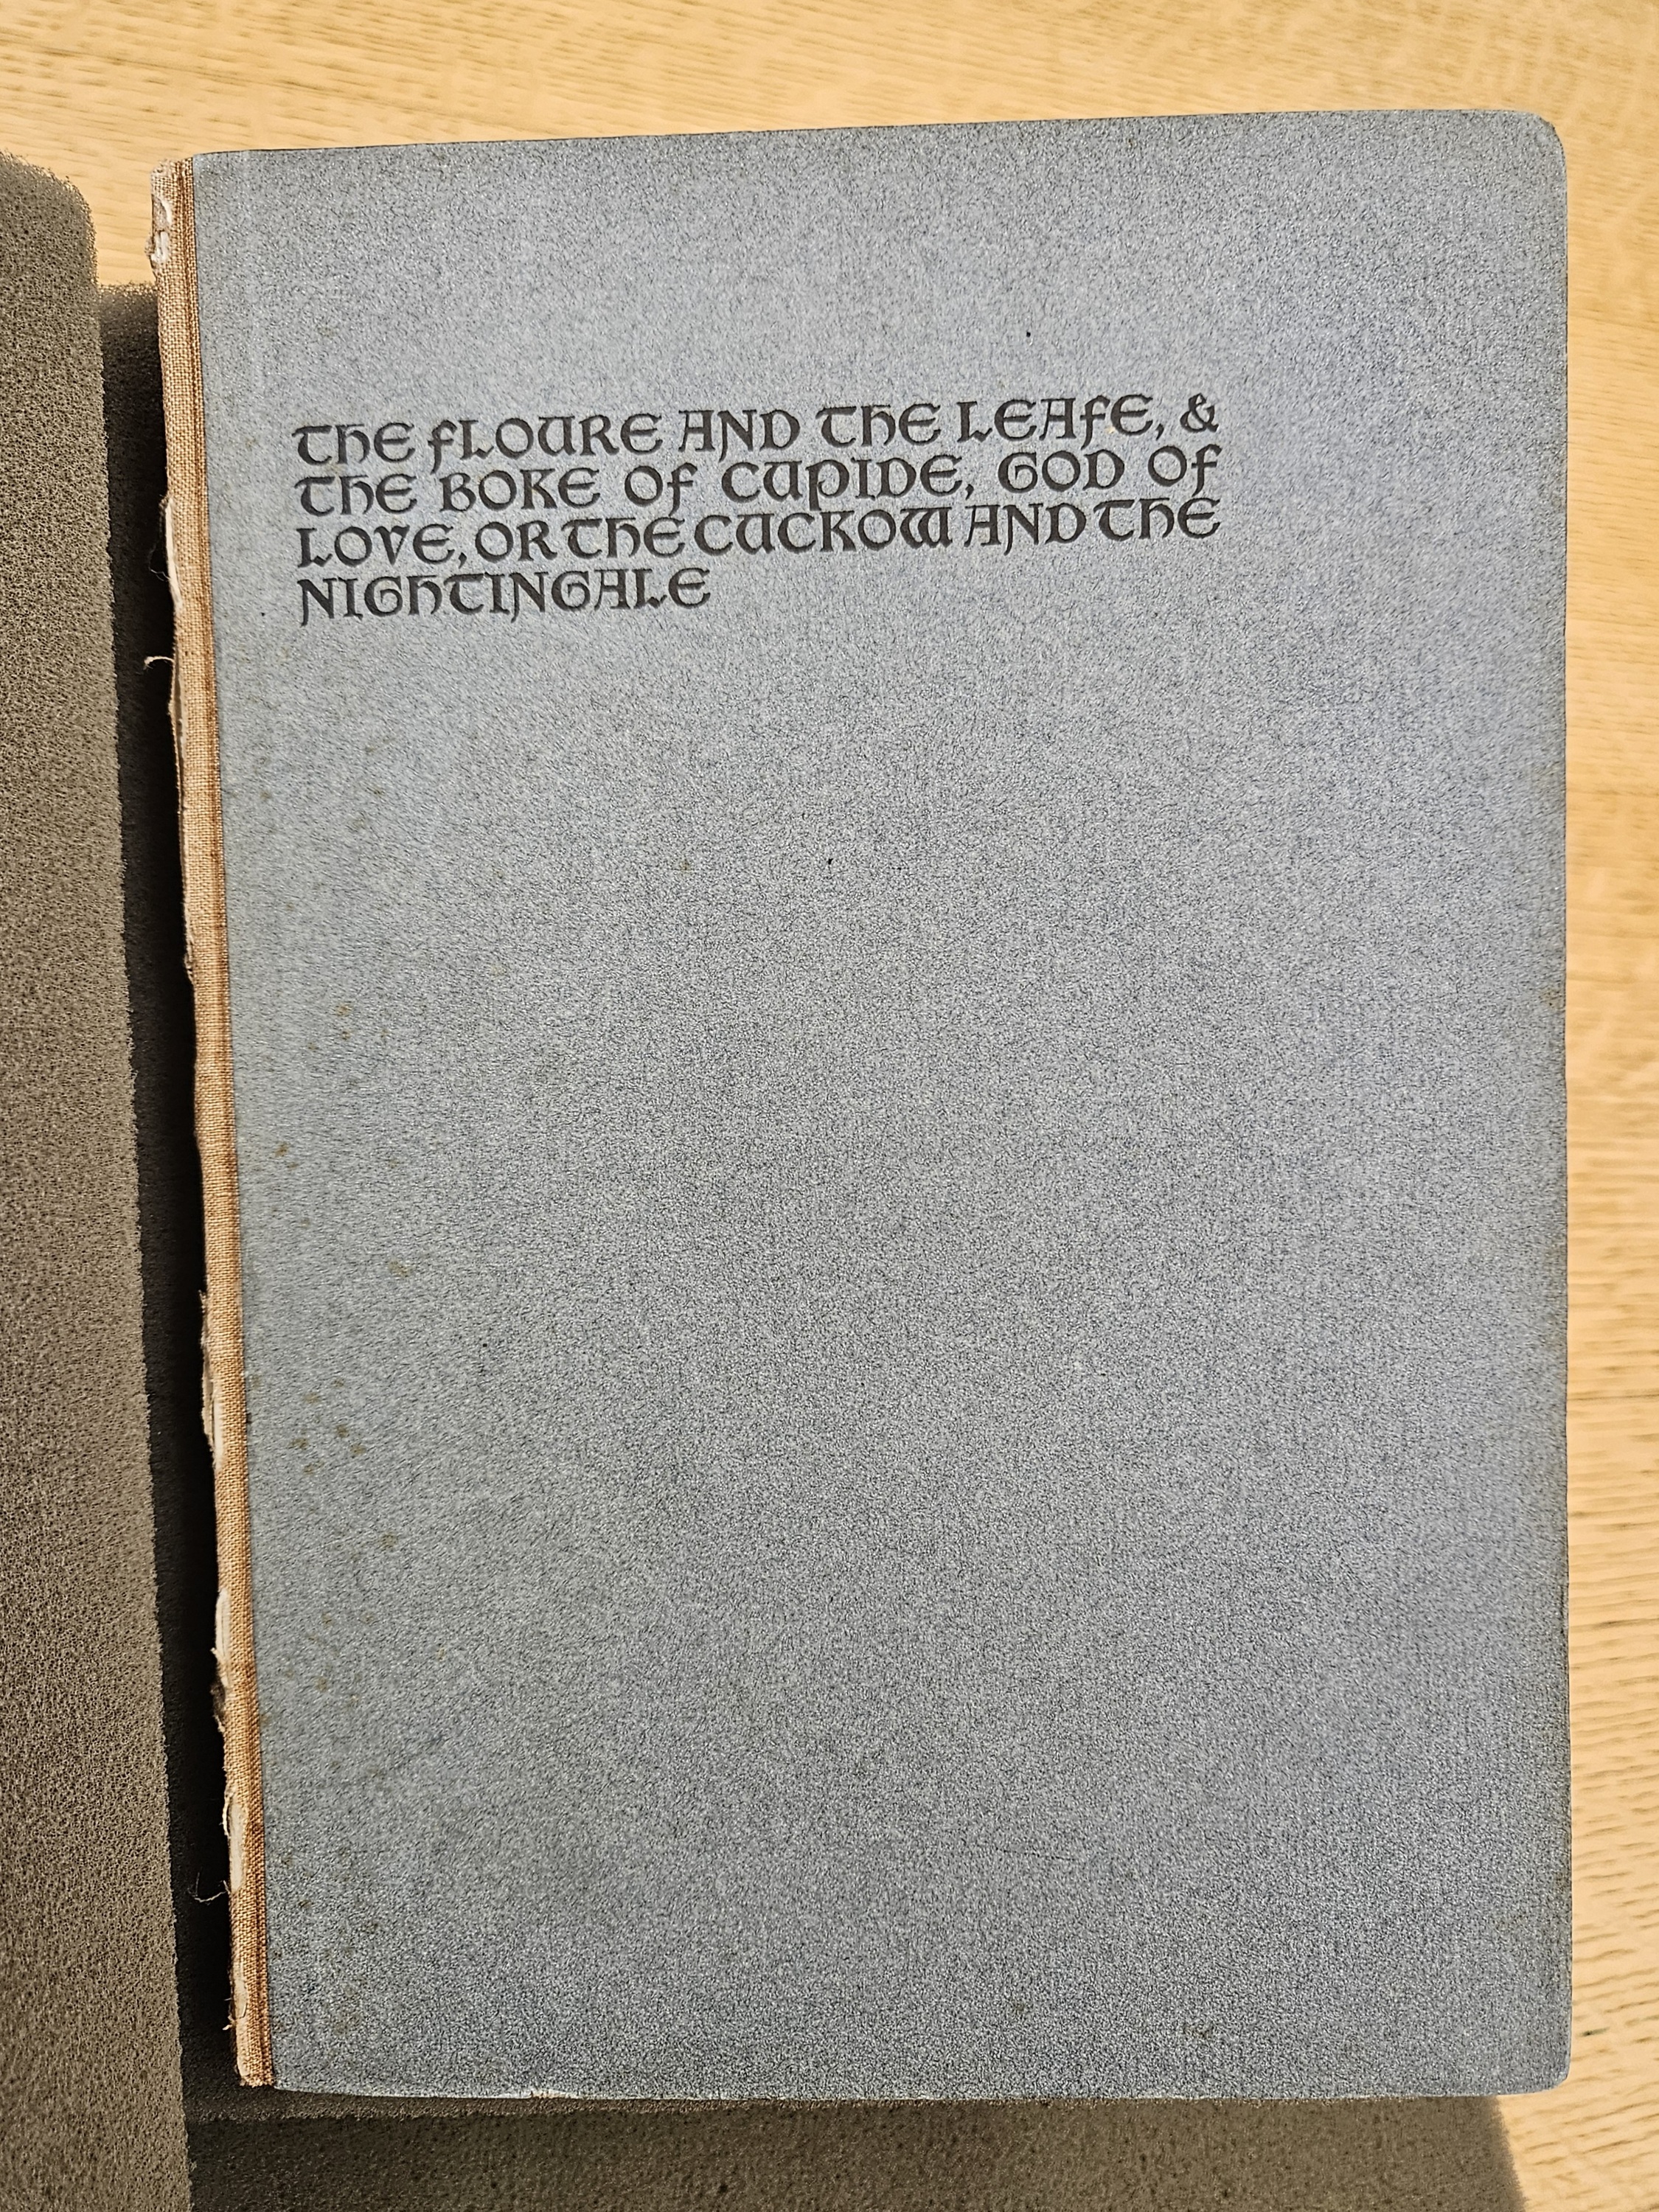 THE FLOURE AND THE LEAFE, &
THE BOKE OF CUPIDE, GOD OF
LOVE, OR THE CUCKOW AND THE
NIGHTINGALE